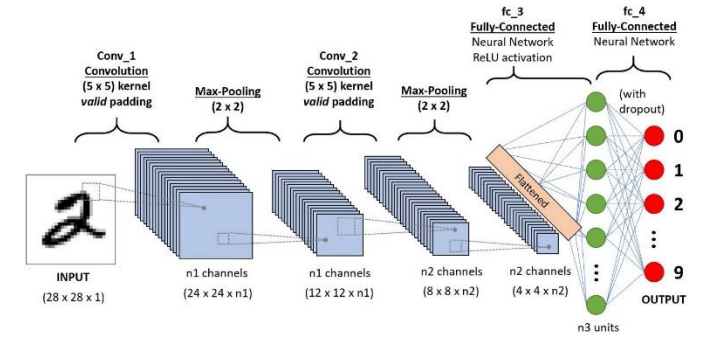 Conv_1
Convolution
(5 x 5) kernel
valid padding
Max-Pooling
(2 x 2)
Conv_2
Convolution
(5 x 5) kernel
valid padding
Max-Pooling
(2 x 2)
fc_3
Fully-Connected
Neural Network
ReLU activation
fc_4
Fully-Connected
Neural Network
(with
dropout)
Flattened
0
1
2
9
OUTPUT
2
INPUT
(28 x 28 x 1)
n1 channels
(24 x 24 x n1)
n1 channels
(12 x 12 x n1)
n2 channels
(8 x 8 x n2)
n2 channels
(4 x 4 x n2)
n3 units